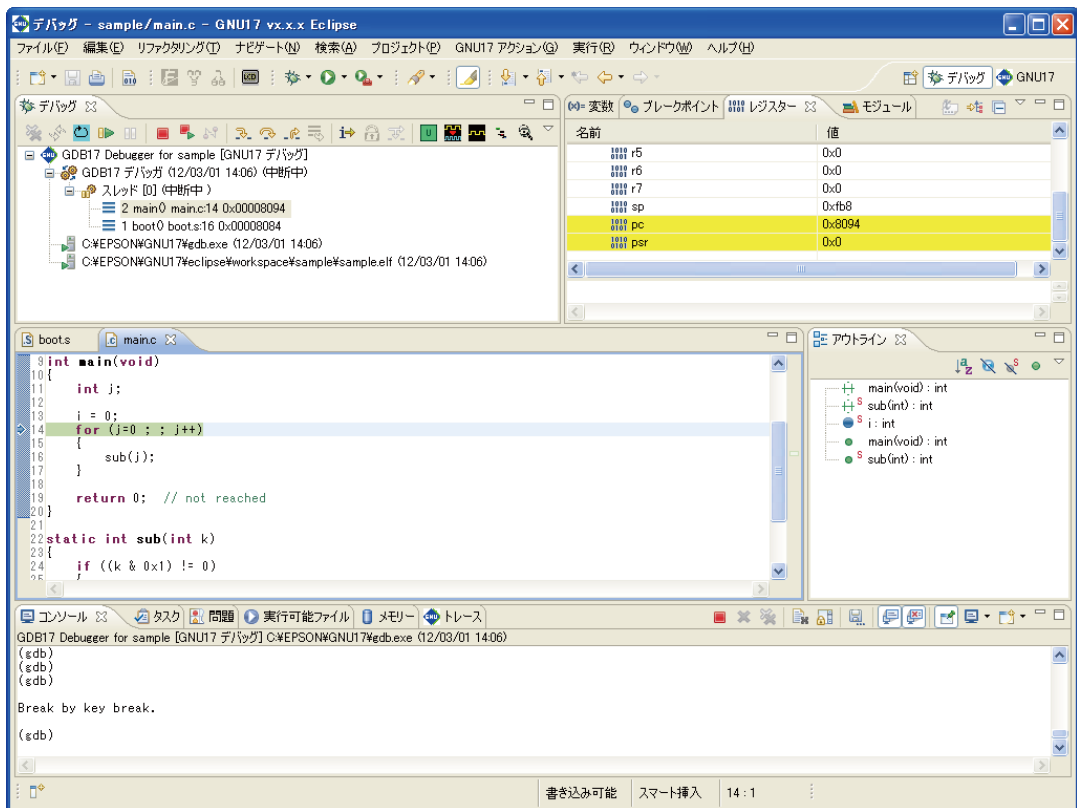 デバッグ - sample/main.c - GNU17 vx.x.x Eclipse
ファイル(F) 編集(E) リファクタリング(T) ナビゲート(N) 検索(A) プロジェクト(P) GNU17 アクション(G) 実行(R) ウィンドウ(W) ヘルプ(H)
デバッグ GNU17
デバッグ
GDB17 Debugger for sample [GNU17 デバッグ]
GDB17 デバッガ (12/03/01 14:06) (中断中)
スレッド [0] (中断中 )
2 main() main.c:14 0x00008094
1 boot() boot.s:16 0x00008084
C:¥EPSON¥GNU17¥gdb.exe (12/03/01 14:06)
C:¥EPSON¥GNU17¥eclipse¥workspace¥sample¥sample.elf (12/03/01 14:06)
(x)= 変数 ブレークポイント レジスター モジュール
名前 値
r5 0x0
r6 0x0
r7 0x0
sp 0xfb8
pc 0x8094
psr 0x0
boot.s main.c
9 int main(void)
10 {
11 int j;
12
13 i = 0;
14 for (j=0 ; ; j++)
15 {
16 sub(j);
17 }
18
19 return 0; // not reached
20 }
21
22 static int sub(int k)
23 {
24 if ((k & 0x1) != 0)
25 {
アウトライン
main(void) : int
S sub(int) : int
S i : int
main(void) : int
S sub(int) : int
コンソール タスク 問題 実行可能ファイル メモリー トレース
GDB17 Debugger for sample [GNU17 デバッグ] C:¥EPSON¥GNU17¥gdb.exe (12/03/01 14:06)
(gdb)
(gdb)
(gdb)
Break by key break.
(gdb)
書き込み可能 スマート挿入 14 : 1